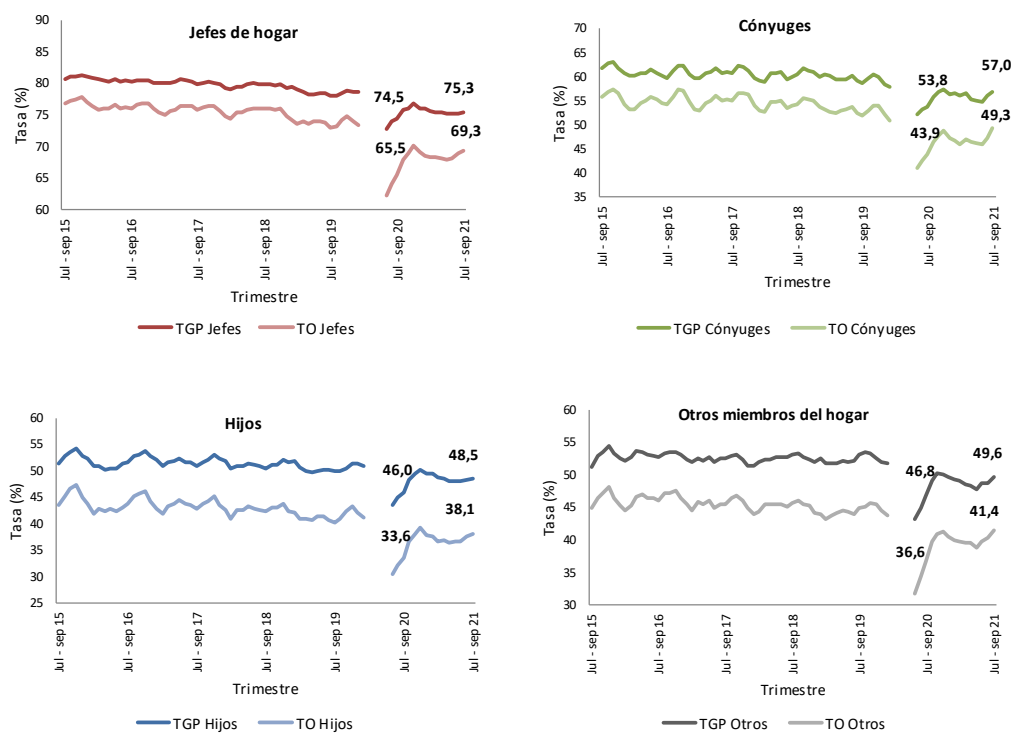 Jefes de hogar
Tasa (%)
90
85
80
75
70
65
60
74,5
75,3
65,5
69,3
Jul - sep 15
Jul - sep 16
Jul - sep 17
Jul - sep 18
Jul - sep 19
Jul - sep 20
Jul - sep 21
Trimestre
TGP Jefes
TO Jefes
Cónyuges
Tasa (%)
70
65
60
55
50
45
40
35
53,8
57,0
43,9
49,3
Jul - sep 15
Jul - sep 16
Jul - sep 17
Jul - sep 18
Jul - sep 19
Jul - sep 20
Jul - sep 21
Trimestre
TGP Cónyuges
TO Cónyuges
Hijos
Tasa (%)
60
55
50
45
40
35
30
25
46,0
48,5
33,6
38,1
Jul - sep 15
Jul - sep 16
Jul - sep 17
Jul - sep 18
Jul - sep 19
Jul - sep 20
Jul - sep 21
Trimestre
TGP Hijos
TO Hijos
Otros miembros del hogar
Tasa (%)
60
55
50
45
40
35
30
46,8
49,6
36,6
41,4
Jul - sep 15
Jul - sep 16
Jul - sep 17
Jul - sep 18
Jul - sep 19
Jul - sep 20
Jul - sep 21
Trimestre
TGP Otros
TO Otros